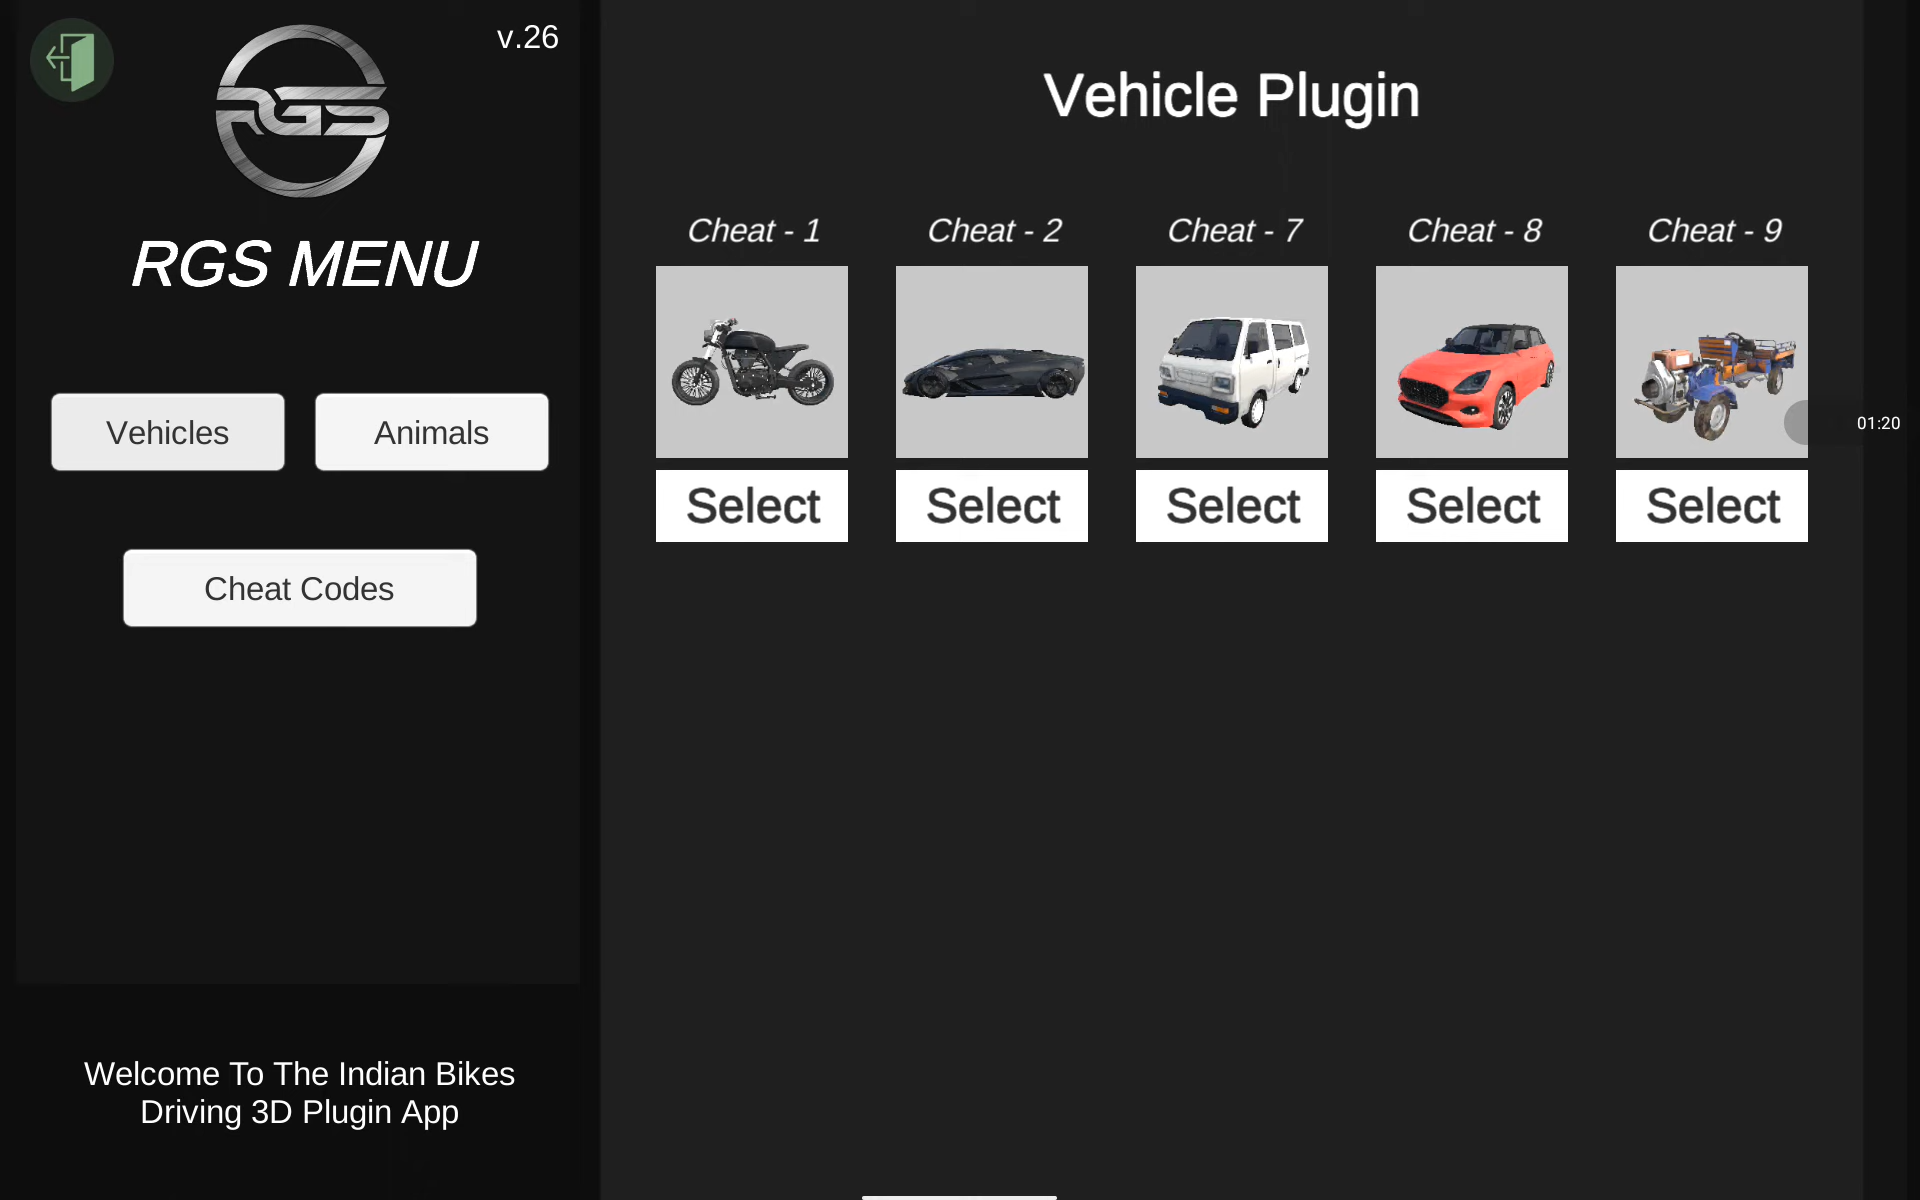 v.26
RGS
RGS MENU
Vehicles
Animals
Cheat Codes
Welcome To The Indian Bikes
Driving 3D Plugin App
Vehicle Plugin
Cheat - 1
Cheat - 2
Cheat - 7
Cheat - 8
Cheat - 9
Select
Select
Select
Select
Select
01:20